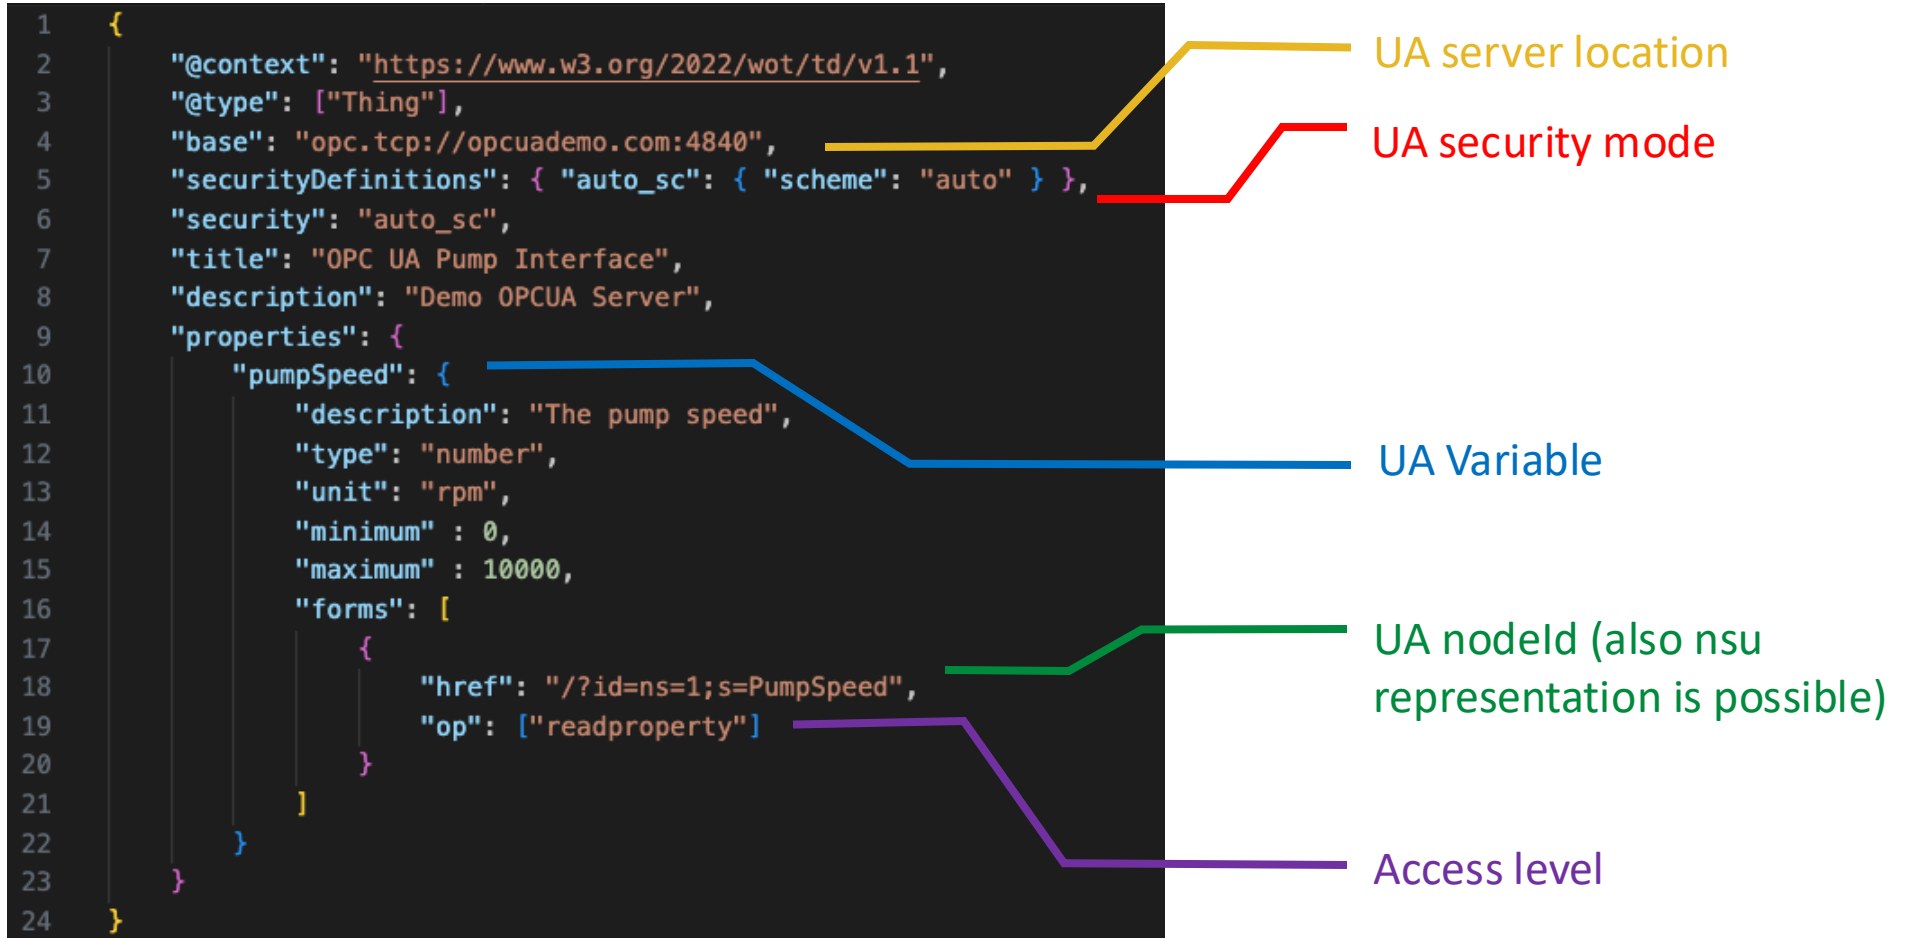 1 {
2 "@context": "https://www.w3.org/2022/wot/td/v1.1",
3 "@type": ["Thing"],
4 "base": "opc.tcp://opcuademo.com:4840",
5 "securityDefinitions": { "auto_sc": { "scheme": "auto" } },
6 "security": "auto_sc",
7 "title": "OPC UA Pump Interface",
8 "description": "Demo OPCUA Server",
9 "properties": {
10 "pumpSpeed": {
11 "description": "The pump speed",
12 "type": "number",
13 "unit": "rpm",
14 "minimum" : 0,
15 "maximum" : 10000,
16 "forms": [
17 {
18 "href": "/?id=ns=1;s=PumpSpeed",
19 "op": ["readproperty"]
20 }
21 ]
22 }
23 }
24 }
UA server location
UA security mode
UA Variable
UA nodeId (also nsu
representation is possible)
Access level